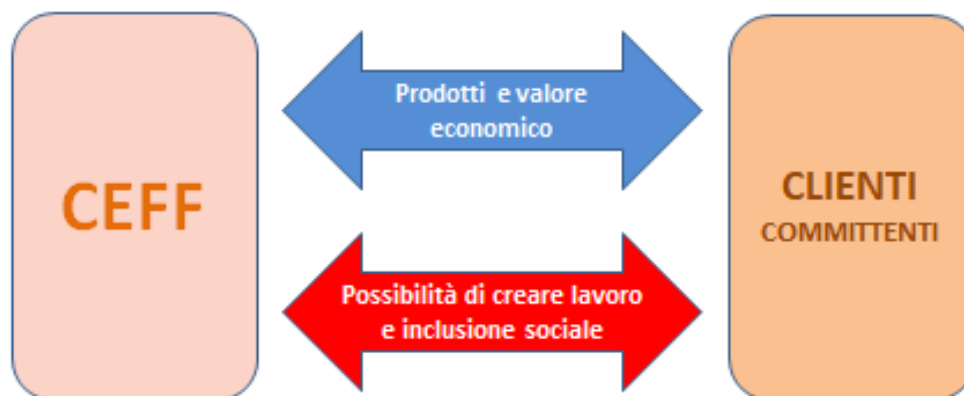 CEFF
Prodotti e valore
economico
Possibilità di creare lavoro
e inclusione sociale
CLIENTI
COMMITTENTI